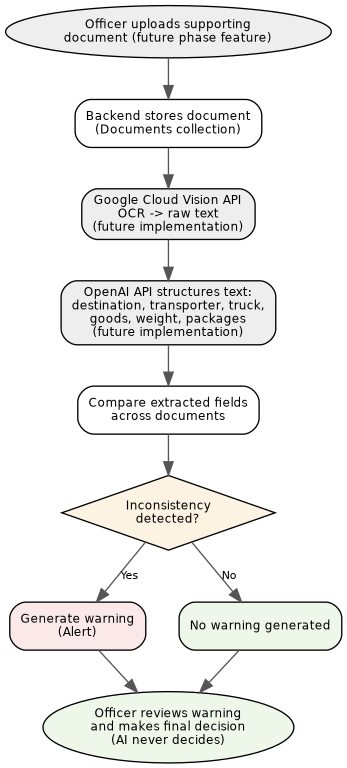 Officer uploads supporting
document (future phase feature)
Backend stores document
(Documents collection)
Google Cloud Vision API
OCR -> raw text
(future implementation)
OpenAI API structures text:
destination, transporter, truck,
goods, weight, packages
(future implementation)
Compare extracted fields
across documents
Inconsistency
detected?
Yes
No
Generate warning
(Alert)
No warning generated
Officer reviews warning
and makes final decision
(AI never decides)